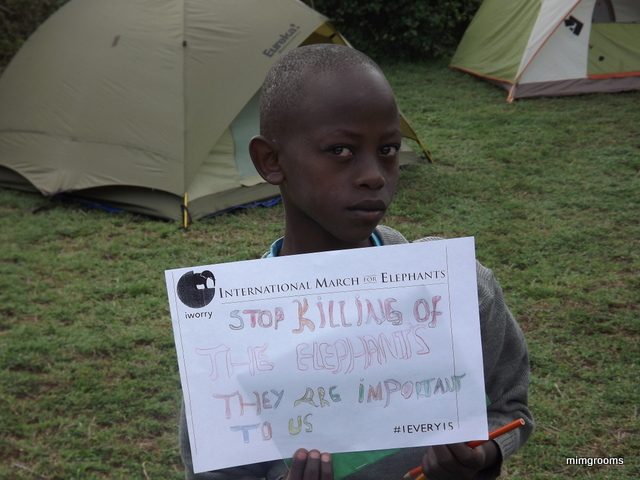 Eureka!
INTERNATIONAL MARCH FOR ELEPHANTS
iworry
STOP KILLING OF
THE ELEPHANTS
THEY ARE IMPORTANT
TO US
#1EVERY15
mimgrooms